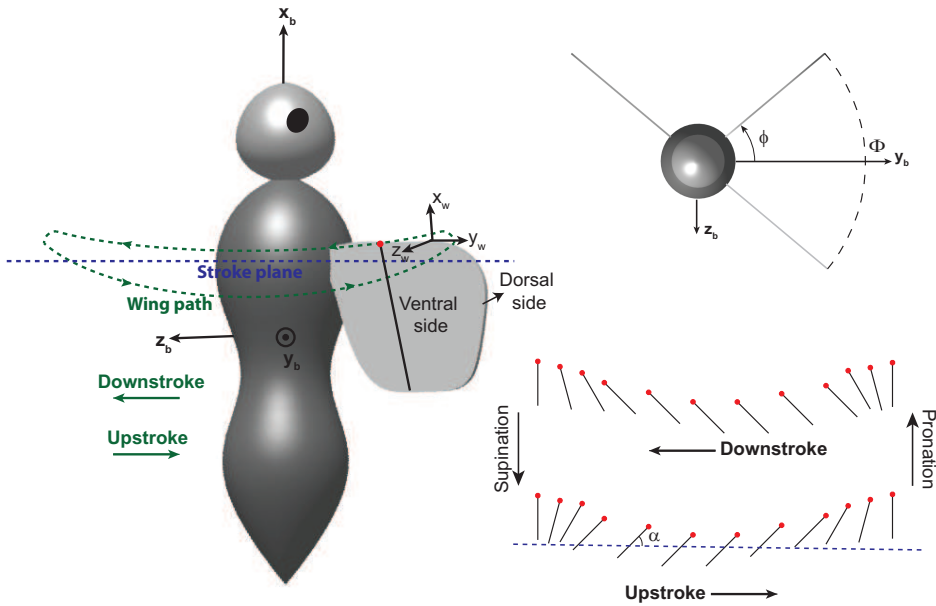 x_b
x_w
y_w
z_w
Stroke plane
Dorsal
side
Ventral
side
Wing path
z_b
y_b
Downstroke
Upstroke
ϕ
Φ
y_b
z_b
Supination
Downstroke
Pronation
α
Upstroke